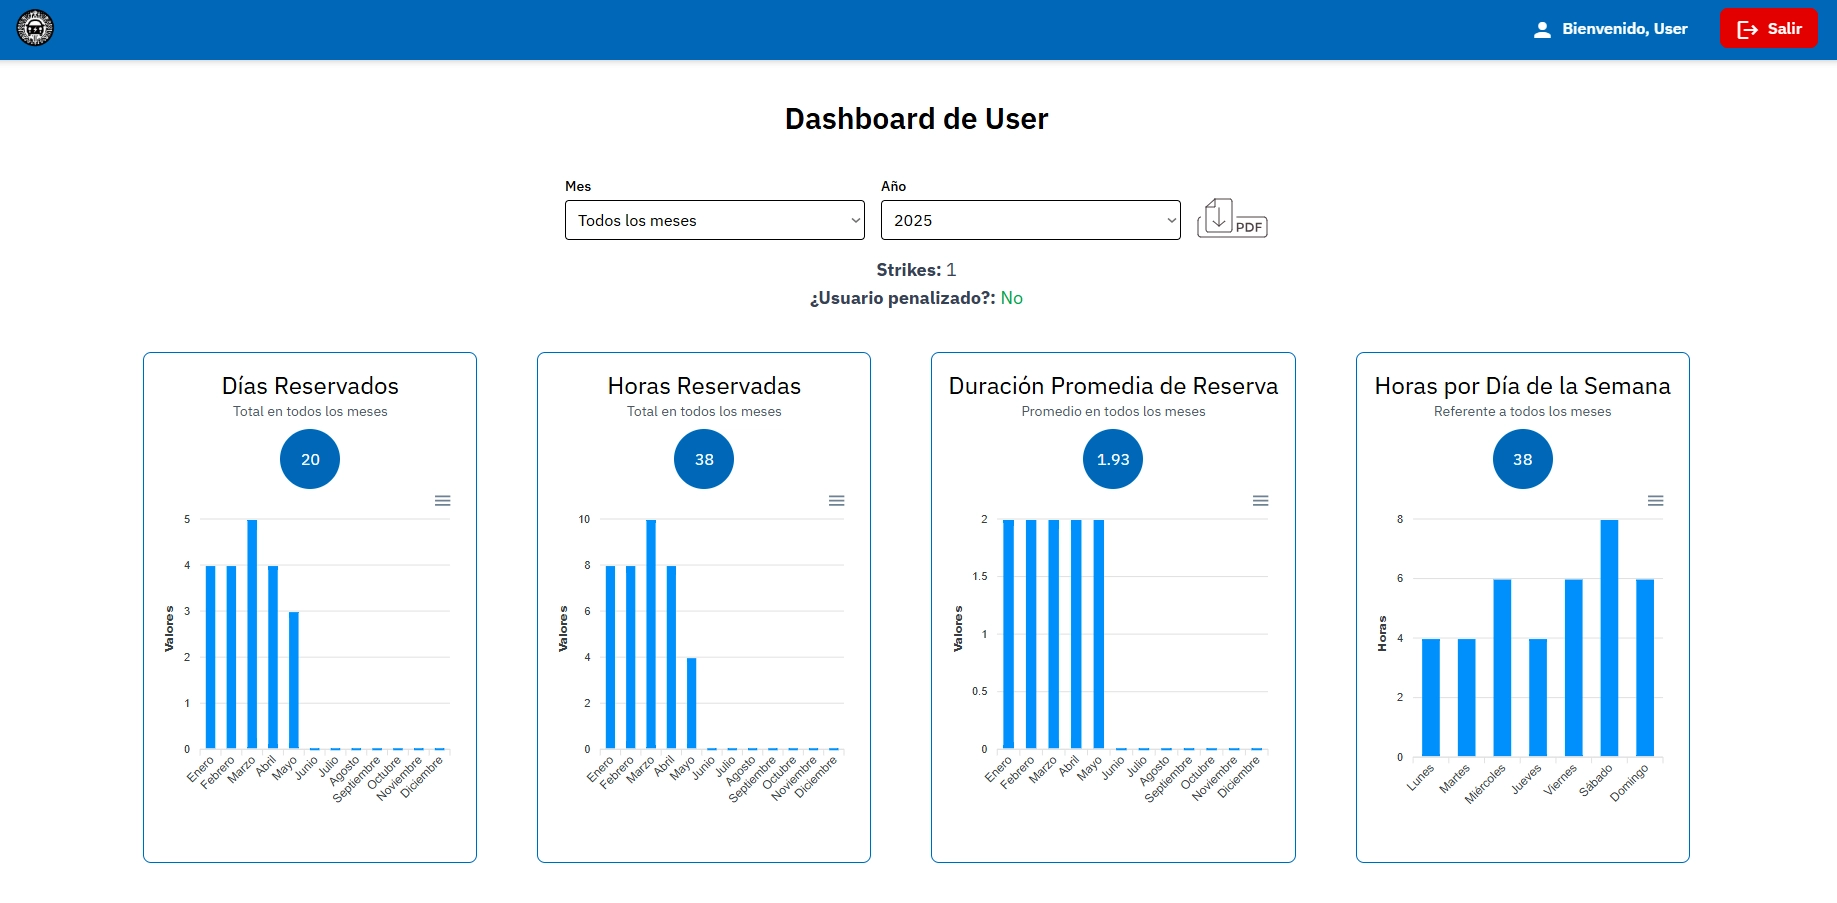 Bienvenido, User
Salir
Dashboard de User
Mes
Año
Todos los meses
2025
PDF
Strikes: 1
¿Usuario penalizado?: No
Días Reservados
Total en todos los meses
20
5
4
3
2
1
0
Valores
Enero
Febrero
Marzo
Abril
Mayo
Junio
Julio
Agosto
Septiembre
Octubre
Noviembre
Diciembre
Horas Reservadas
Total en todos los meses
38
10
8
6
4
2
0
Valores
Enero
Febrero
Marzo
Abril
Mayo
Junio
Julio
Agosto
Septiembre
Octubre
Noviembre
Diciembre
Duración Promedia de Reserva
Promedio en todos los meses
1.93
2
1.5
1
0.5
0
Valores
Enero
Febrero
Marzo
Abril
Mayo
Junio
Julio
Agosto
Septiembre
Octubre
Noviembre
Diciembre
Horas por Día de la Semana
Referente a todos los meses
38
8
6
4
2
0
Horas
Lunes
Martes
Miércoles
Jueves
Viernes
Sábado
Domingo